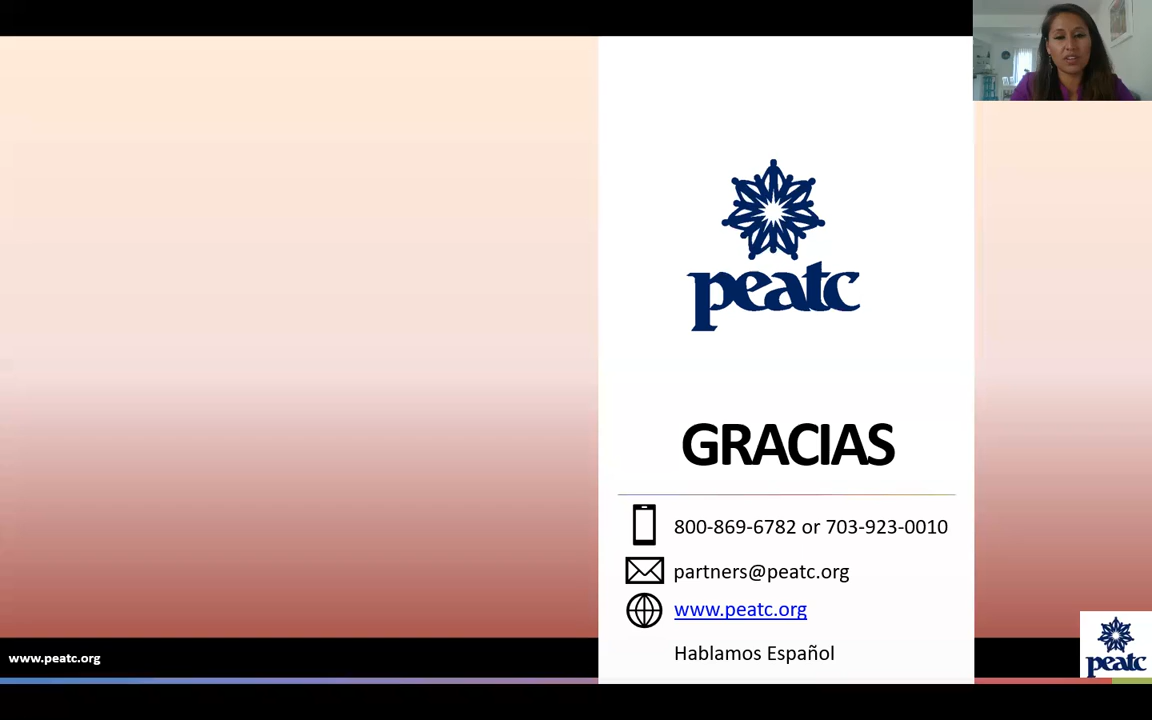 peatc
GRACIAS
800-869-6782 or 703-923-0010
partners@peatc.org
www.peatc.org
Hablamos Español
www.peatc.org
peatc